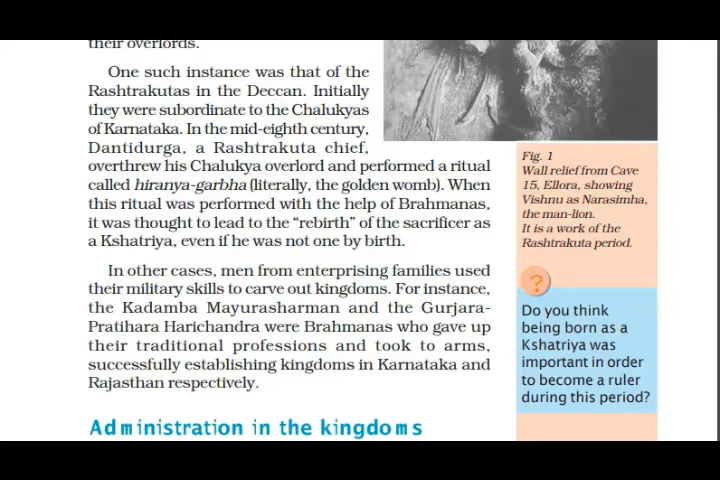 their overlords.
One such instance was that of the
Rashtrakutas in the Deccan. Initially
they were subordinate to the Chalukyas
of Karnataka. In the mid-eighth century,
Dantidurga, a Rashtrakuta chief,
overthrew his Chalukya overlord and performed a ritual
called hiranya-garbha (literally, the golden womb). When
this ritual was performed with the help of Brahmanas,
it was thought to lead to the “rebirth” of the sacrificer as
a Kshatriya, even if he was not one by birth.
In other cases, men from enterprising families used
their military skills to carve out kingdoms. For instance,
the Kadamba Mayurasharman and the Gurjara-
Pratihara Harichandra were Brahmanas who gave up
their traditional professions and took to arms,
successfully establishing kingdoms in Karnataka and
Rajasthan respectively.
Administration in the kingdoms
Fig. 1
Wall relief from Cave
15, Ellora, showing
Vishnu as Narasimha,
the man-lion.
It is a work of the
Rashtrakuta period.
?
Do you think
being born as a
Kshatriya was
important in order
to become a ruler
during this period?